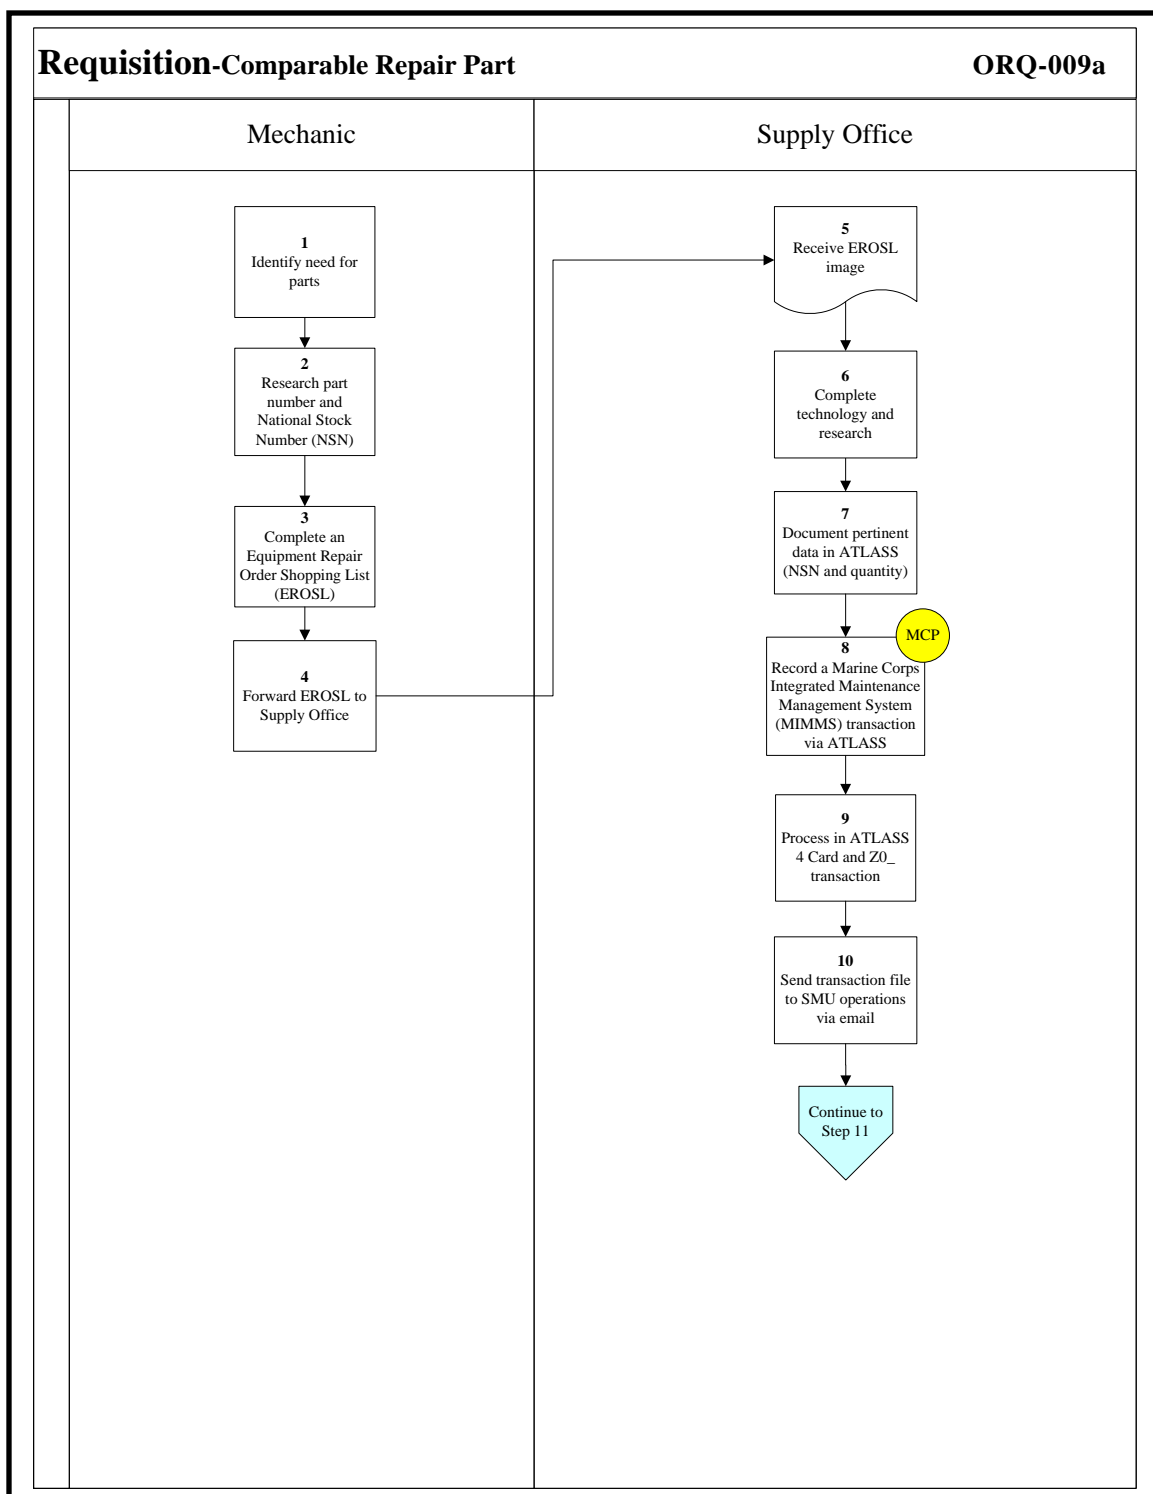 Requisition-Comparable Repair Part
ORQ-009a
Mechanic
Supply Office
1
Identify need for
parts
2
Research part
number and
National Stock
Number (NSN)
3
Complete an
Equipment Repair
Order Shopping List
(EROSL)
4
Forward EROSL to
Supply Office
5
Receive EROSL
image
6
Complete
technology and
research
7
Document pertinent
data in ATLASS
(NSN and quantity)
MCP
8
Record a Marine Corps
Integrated Maintenance
Management System
(MIMMS) transaction
via ATLASS
9
Process in ATLASS
4 Card and Z0_
transaction
10
Send transaction file
to SMU operations
via email
Continue to
Step 11